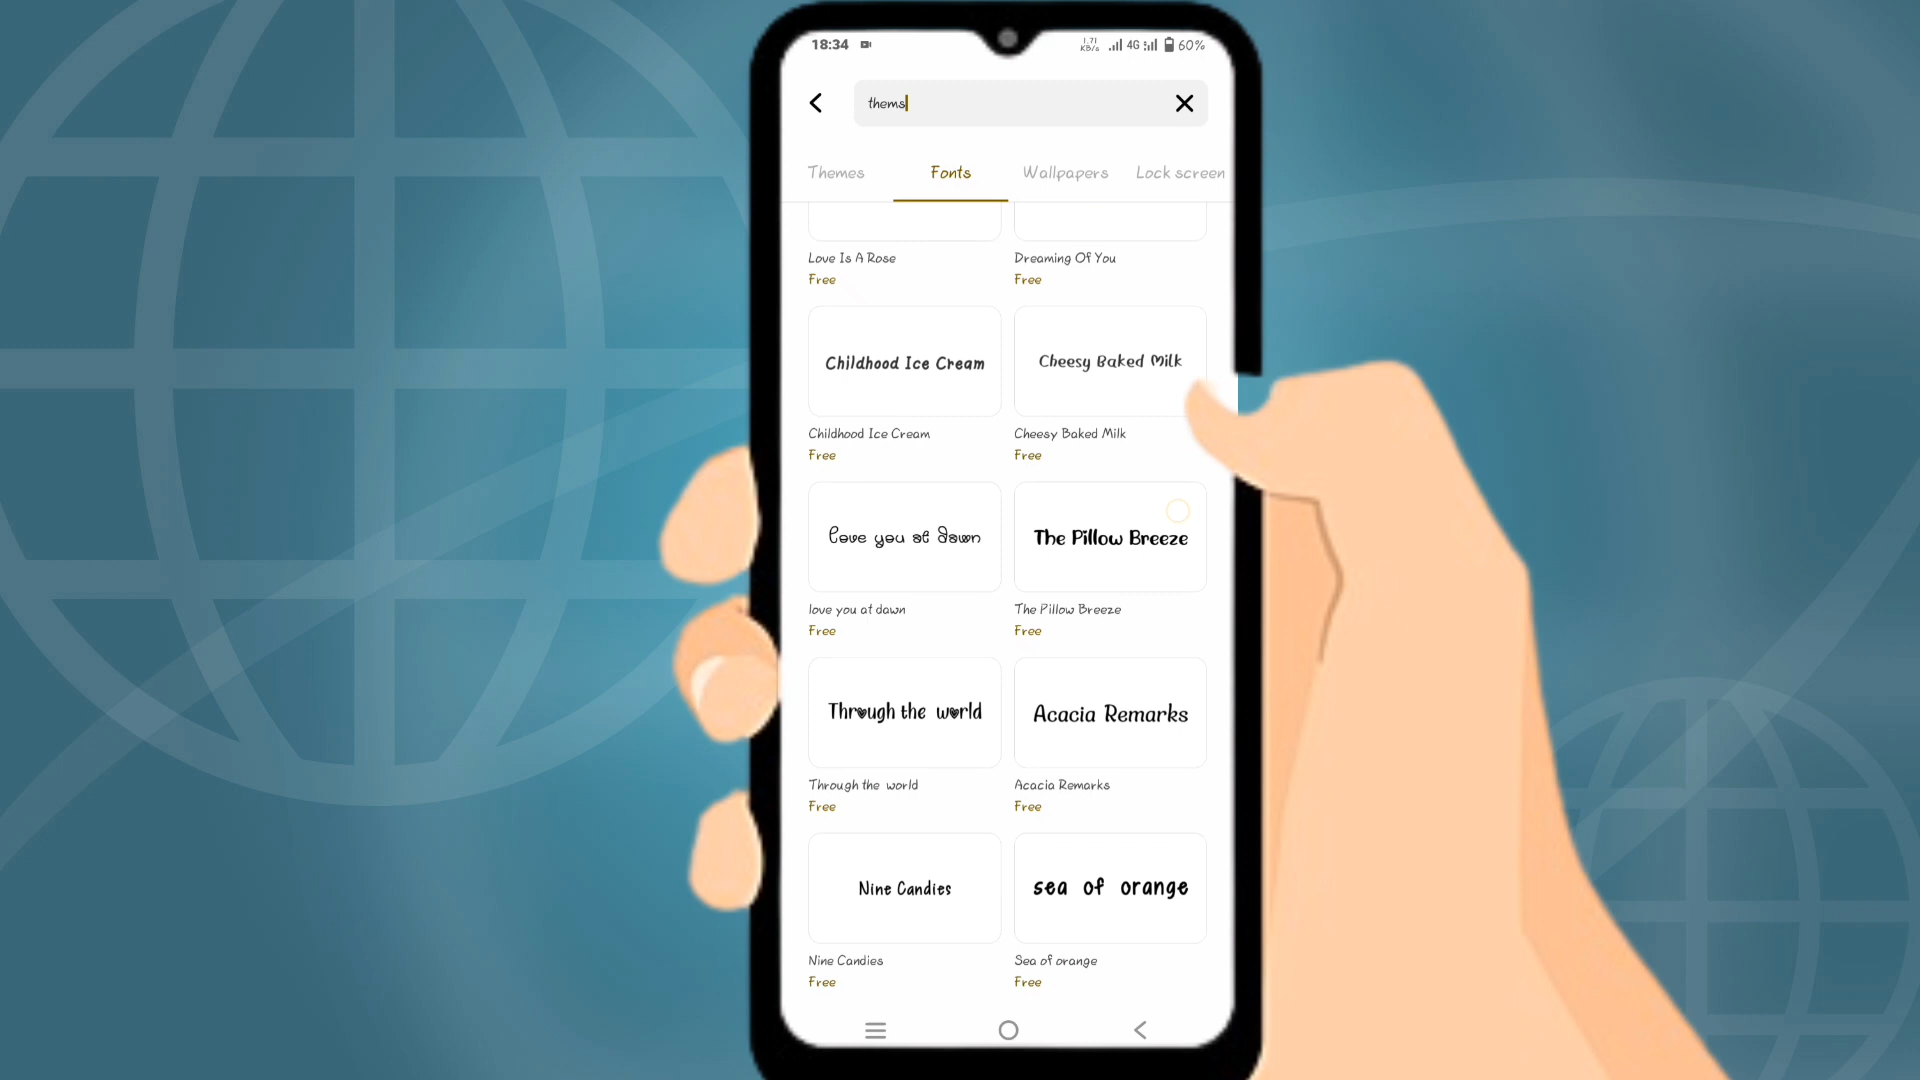 18:34 1.71 KB/s 4G 60%
thems
Themes Fonts Wallpapers Lock screen
Love Is A Rose Dreaming Of You
Free Free
Childhood Ice Cream Cheesy Baked Milk
Childhood Ice Cream Cheesy Baked Milk
Free Free
love you at dawn The Pillow Breeze
love you at dawn The Pillow Breeze
Free Free
Through the world Acacia Remarks
Through the world Acacia Remarks
Free Free
Nine Candies sea of orange
Nine Candies Sea of orange
Free Free